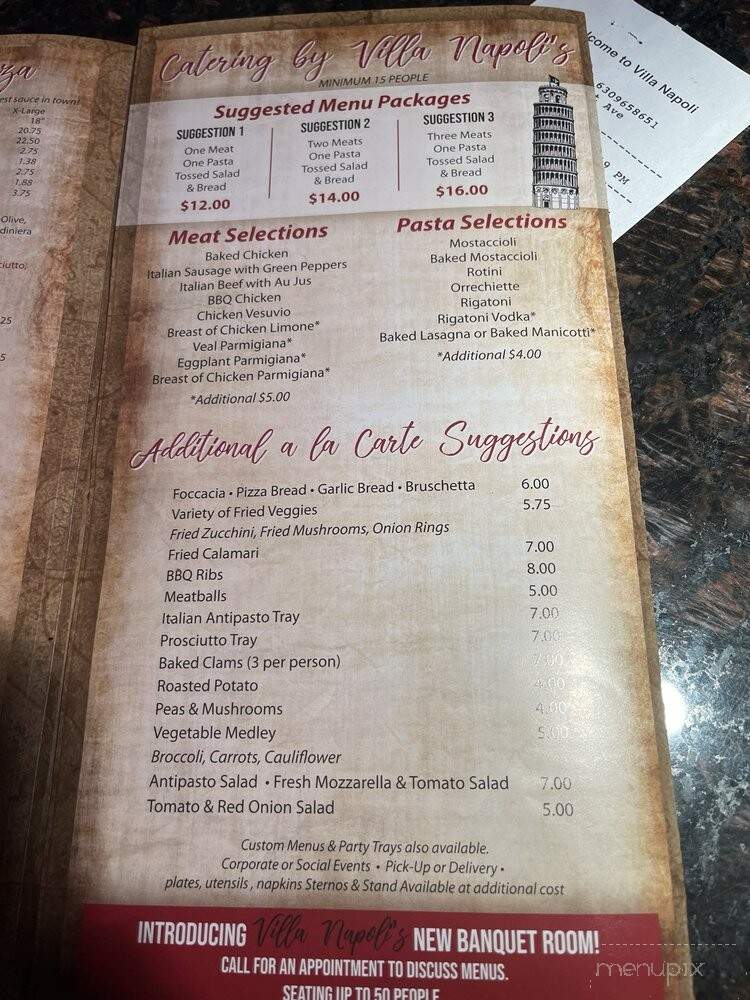 za
est sauce in town!
X-Large
18"
20.75
22.50
2.75
1.38
2.75
1.88
3.75
Olive,
diniera
ciutto,
25
5
Catering by Villa Napoli's
MINIMUM 15 PEOPLE
Suggested Menu Packages
SUGGESTION 1
One Meat
One Pasta
Tossed Salad
& Bread
$12.00
SUGGESTION 2
Two Meats
One Pasta
Tossed Salad
& Bread
$14.00
SUGGESTION 3
Three Meats
One Pasta
Tossed Salad
& Bread
$16.00
Meat Selections
Baked Chicken
Italian Sausage with Green Peppers
Italian Beef with Au Jus
BBQ Chicken
Chicken Vesuvio
Breast of Chicken Limone*
Veal Parmigiana*
Eggplant Parmigiana*
Breast of Chicken Parmigiana*
*Additional $5.00
Pasta Selections
Mostaccioli
Baked Mostaccioli
Rotini
Orrechiette
Rigatoni
Rigatoni Vodka*
Baked Lasagna or Baked Manicotti*
*Additional $4.00
Additional a la Carte Suggestions
Foccacia • Pizza Bread • Garlic Bread • Bruschetta 6.00
Variety of Fried Veggies 5.75
Fried Zucchini, Fried Mushrooms, Onion Rings
Fried Calamari 7.00
BBQ Ribs 8.00
Meatballs 5.00
Italian Antipasto Tray 7.00
Prosciutto Tray 7.00
Baked Clams (3 per person) 7.00
Roasted Potato 4.00
Peas & Mushrooms 4.00
Vegetable Medley 5.00
Broccoli, Carrots, Cauliflower
Antipasto Salad • Fresh Mozzarella & Tomato Salad 7.00
Tomato & Red Onion Salad 5.00
Custom Menus & Party Trays also available.
Corporate or Social Events • Pick-Up or Delivery •
plates, utensils , napkins Sternos & Stand Available at additional cost
INTRODUCING Villa Napoli's NEW BANQUET ROOM!
CALL FOR AN APPOINTMENT TO DISCUSS MENUS.
SEATING UP TO 50 PEOPLE
lcome to Villa Napoli
6309658651
Ave
9 PM
menupix